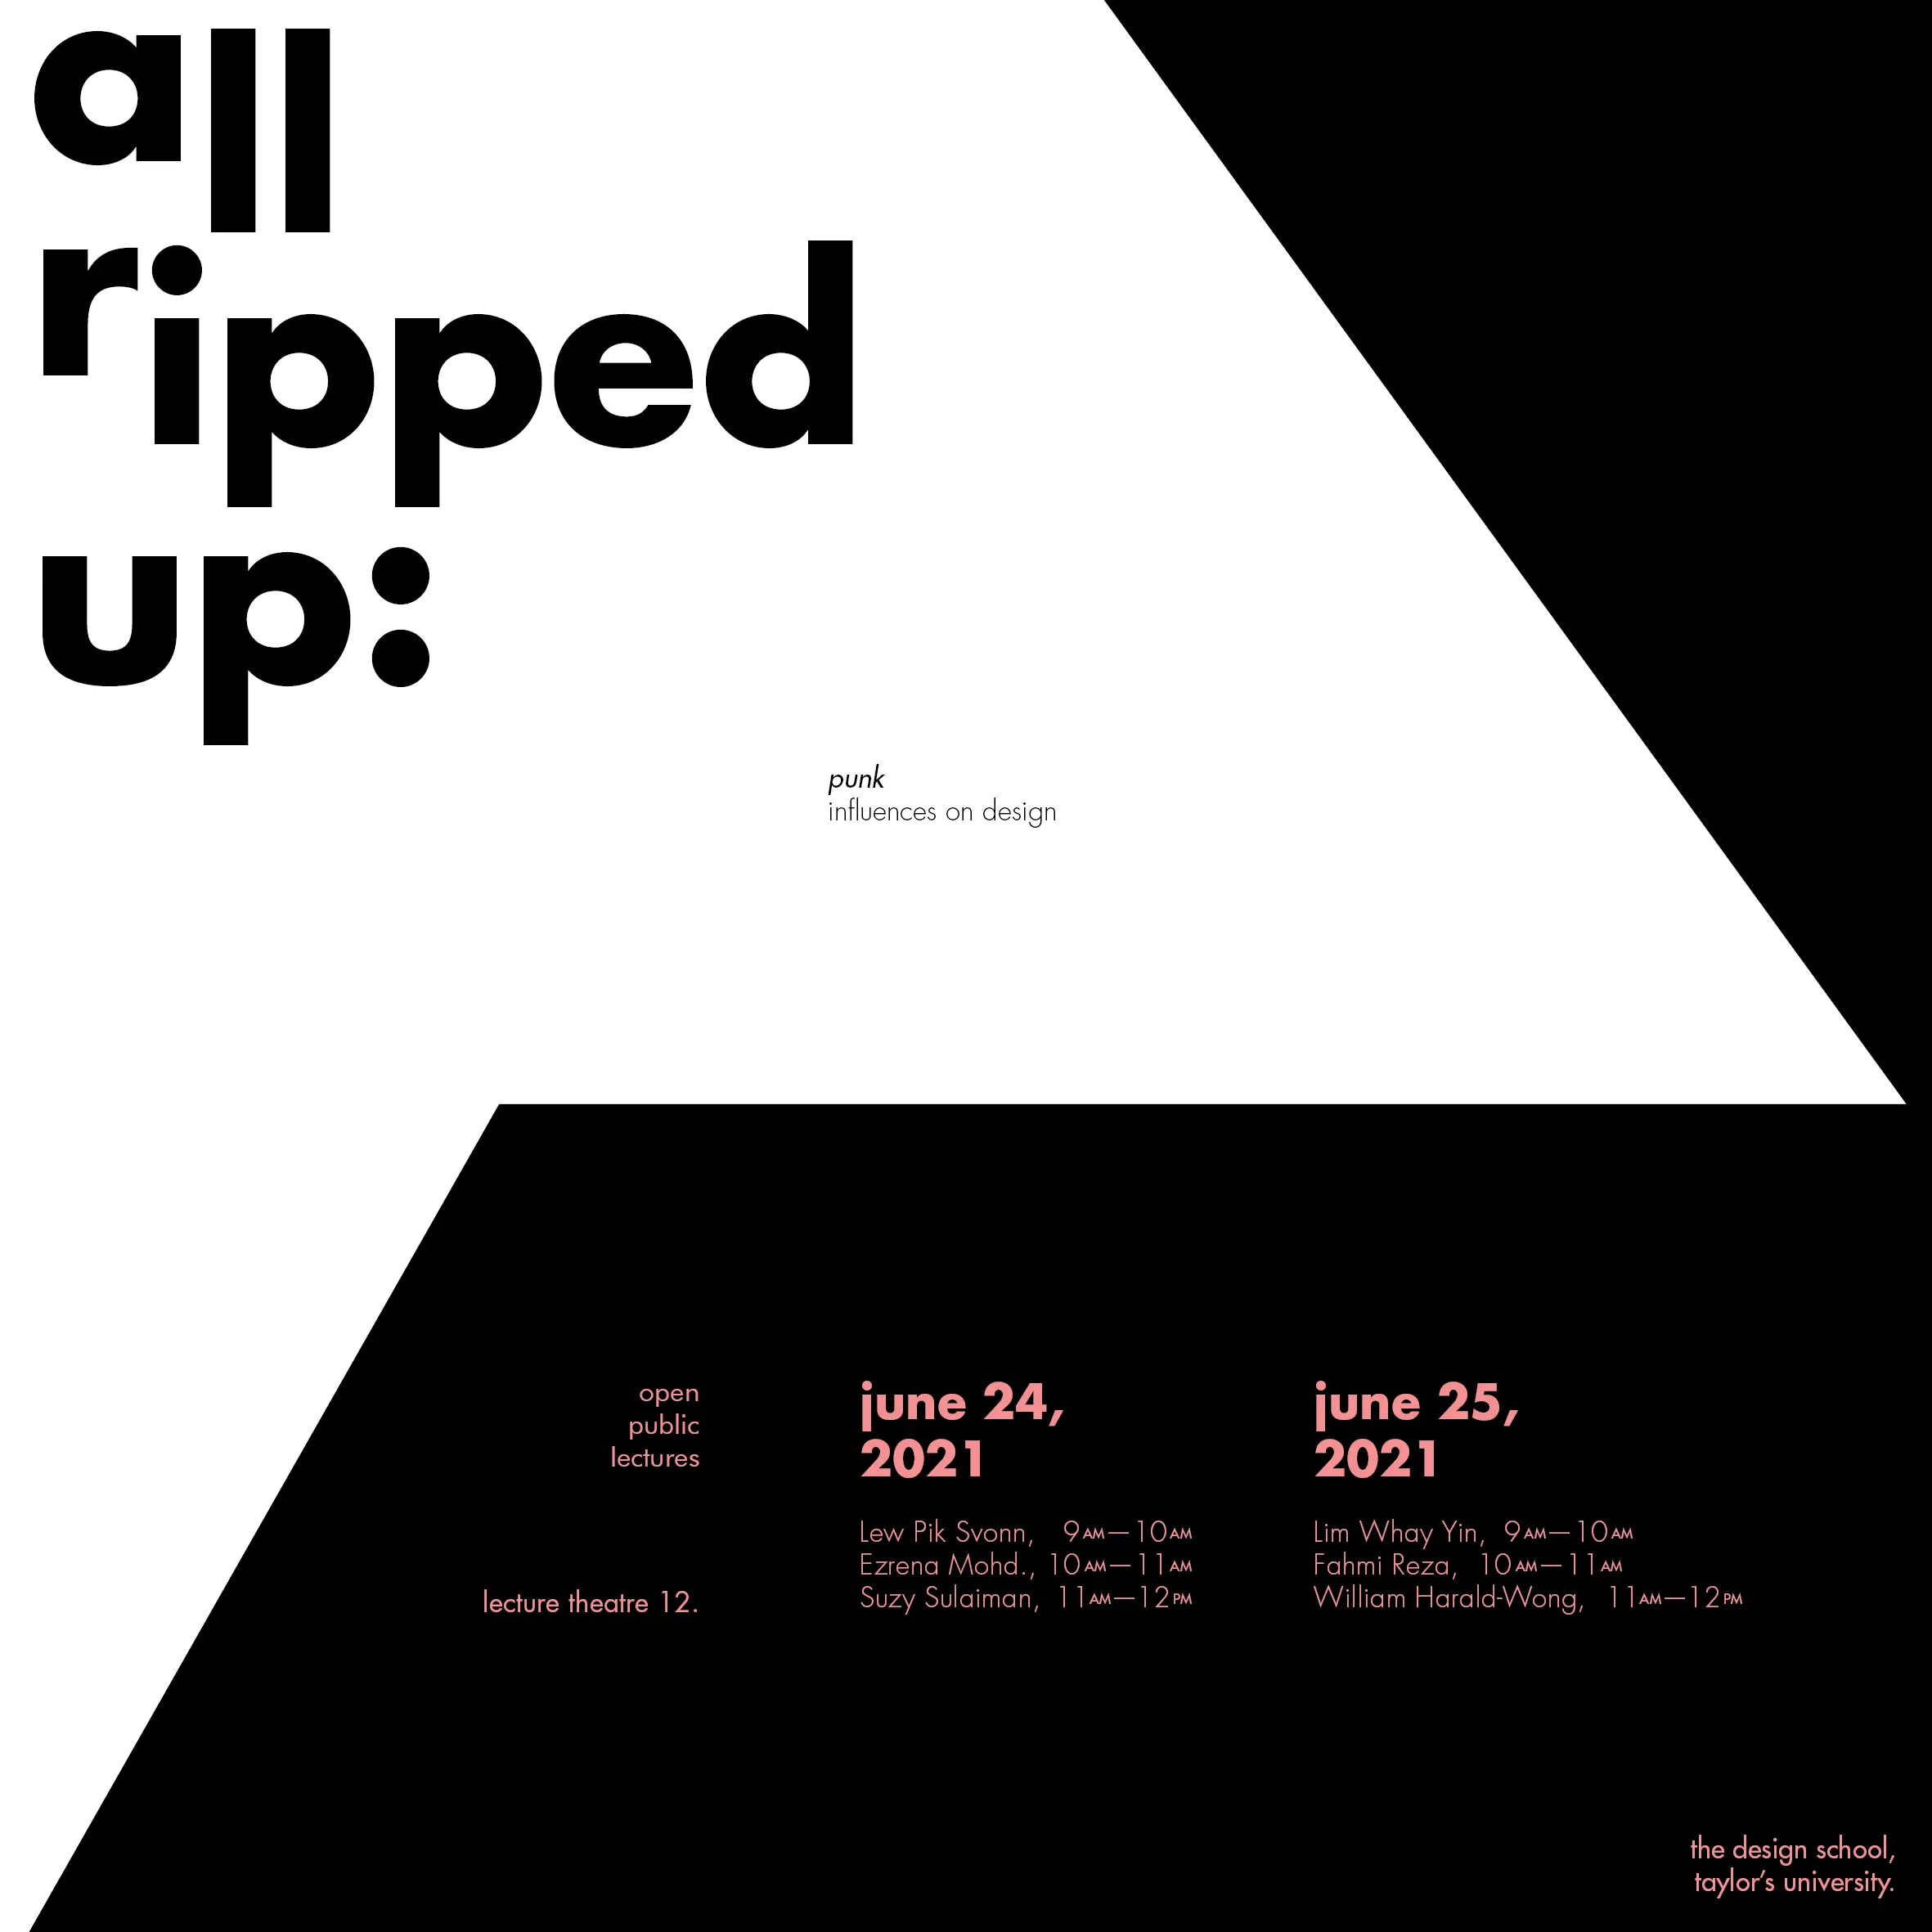 all
ripped
up:
punk
influences on design
open
public
lectures
lecture theatre 12.
june 24,
2021
Lew Pik Svonn, 9AM—10AM
Ezrena Mohd., 10AM—11AM
Suzy Sulaiman, 11AM—12PM
june 25,
2021
Lim Whay Yin, 9AM—10AM
Fahmi Reza, 10AM—11AM
William Harald-Wong, 11AM—12PM
the design school,
taylor’s university.